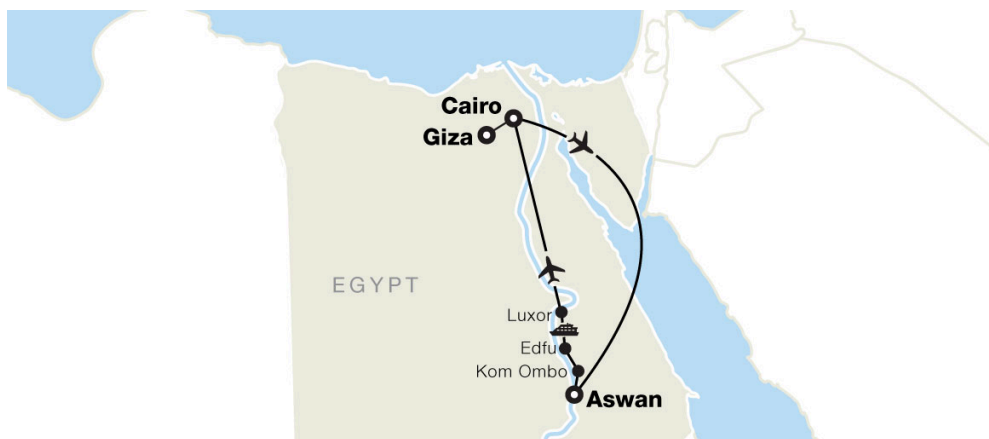 Cairo
Giza
EGYPT
Luxor
Edfu
Kom Ombo
Aswan